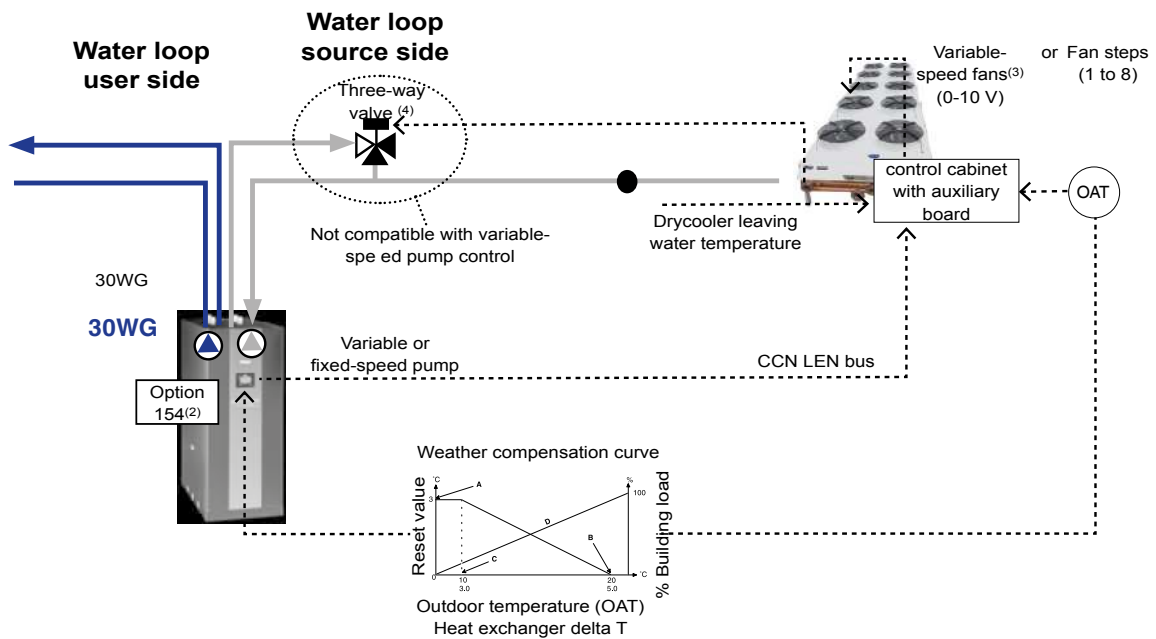 Water loop
user side
Water loop
source side
Three-way
valve (4)
Variable-
speed fans(3)
(0-10 V)
or Fan steps
(1 to 8)
control cabinet
with auxiliary
board
OAT
Drycooler leaving
water temperature
Not compatible with variable-
spe ed pump control
30WG
30WG
Variable or
fixed-speed pump
CCN LEN bus
Option
154(2)
Weather compensation curve
Reset value
°C
A
3
%
100
D
B
C
0
10
3.0
20
5.0
°C
% Building load
Outdoor temperature (OAT)
Heat exchanger delta T